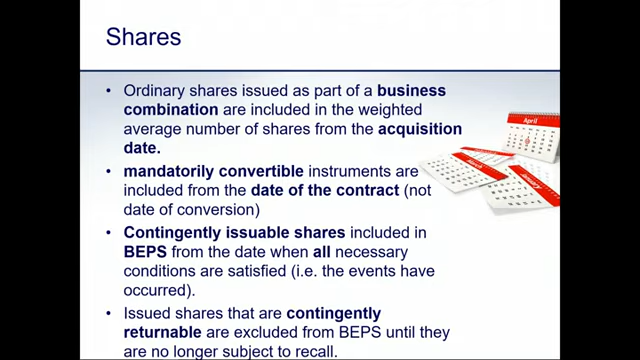 Shares
• Ordinary shares issued as part of a business
combination are included in the weighted
average number of shares from the acquisition
date.
• mandatorily convertible instruments are
included from the date of the contract (not
date of conversion)
• Contingently issuable shares included in
BEPS from the date when all necessary
conditions are satisfied (i.e. the events have
occurred).
• Issued shares that are contingently
returnable are excluded from BEPS until they
are no longer subject to recall.
April